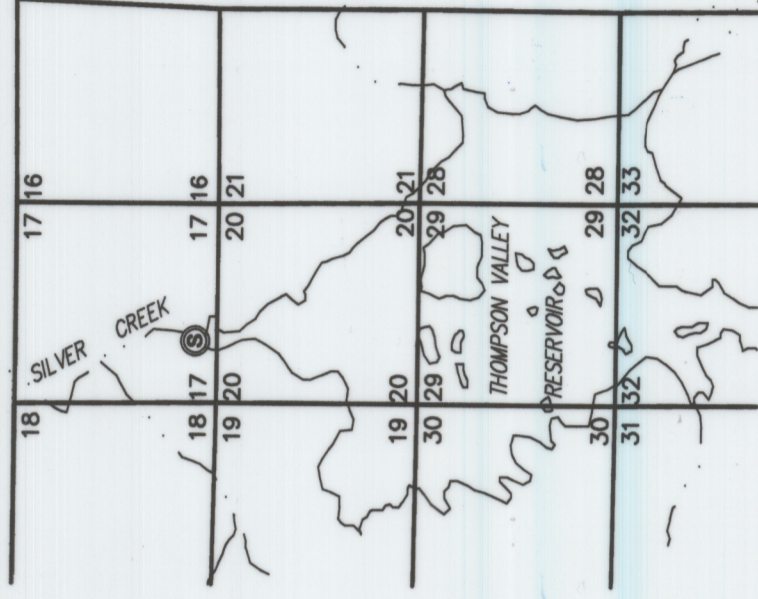 18 17 16
SILVER CREEK
18 17 17 16
S
19 20 20 21
19 20 20 21
30 29 29 28
THOMPSON VALLEY
RESERVOIR
30 29 28
31 32 32 33